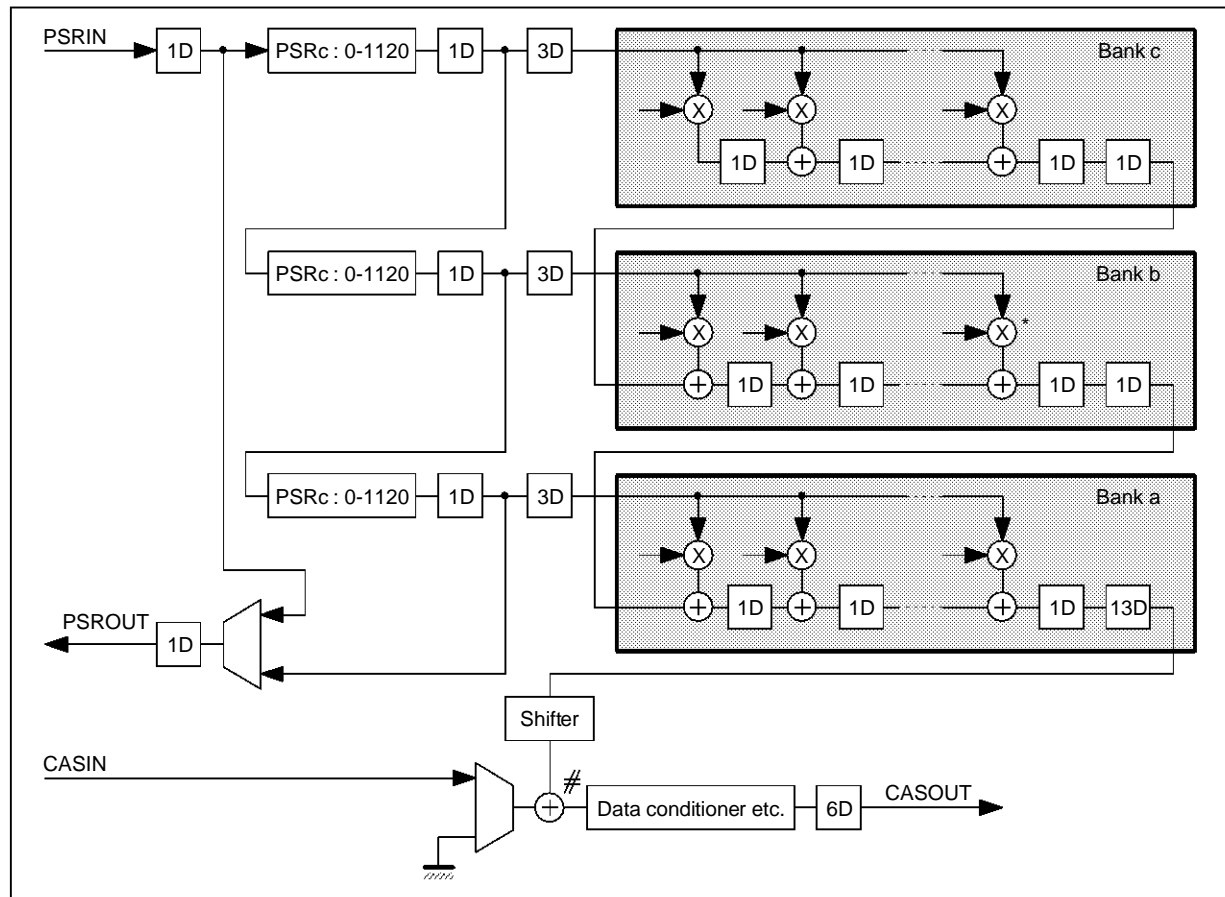 PSRIN
1D
PSRc : 0-1120
1D
3D
Bank c
X
X
X
1D
+
1D
+
1D
1D
PSRc : 0-1120
1D
3D
Bank b
X
X
X
*
+
1D
+
1D
+
1D
1D
PSRc : 0-1120
1D
3D
Bank a
X
X
X
+
1D
+
1D
+
1D
13D
PSROUT
1D
Shifter
CASIN
#
+
Data conditioner etc.
6D
CASOUT